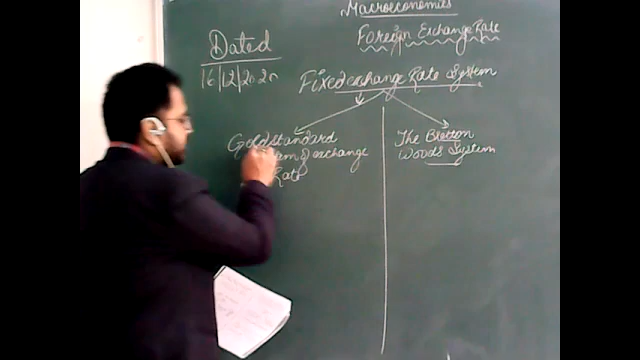 Macroeconomics
Foreign Exchange Rate
Dated
16/12/2020
Fixed exchange Rate System
Gold standard
of exchange
Rate
The Bretton
Woods System